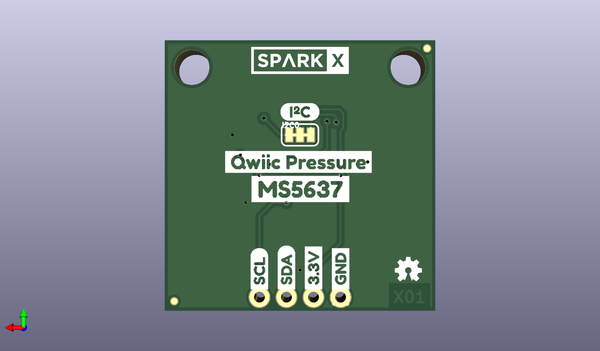 SPARK X
I²C
Qwiic Pressure
MS5637
SCL
SDA
3.3V
GND
X01